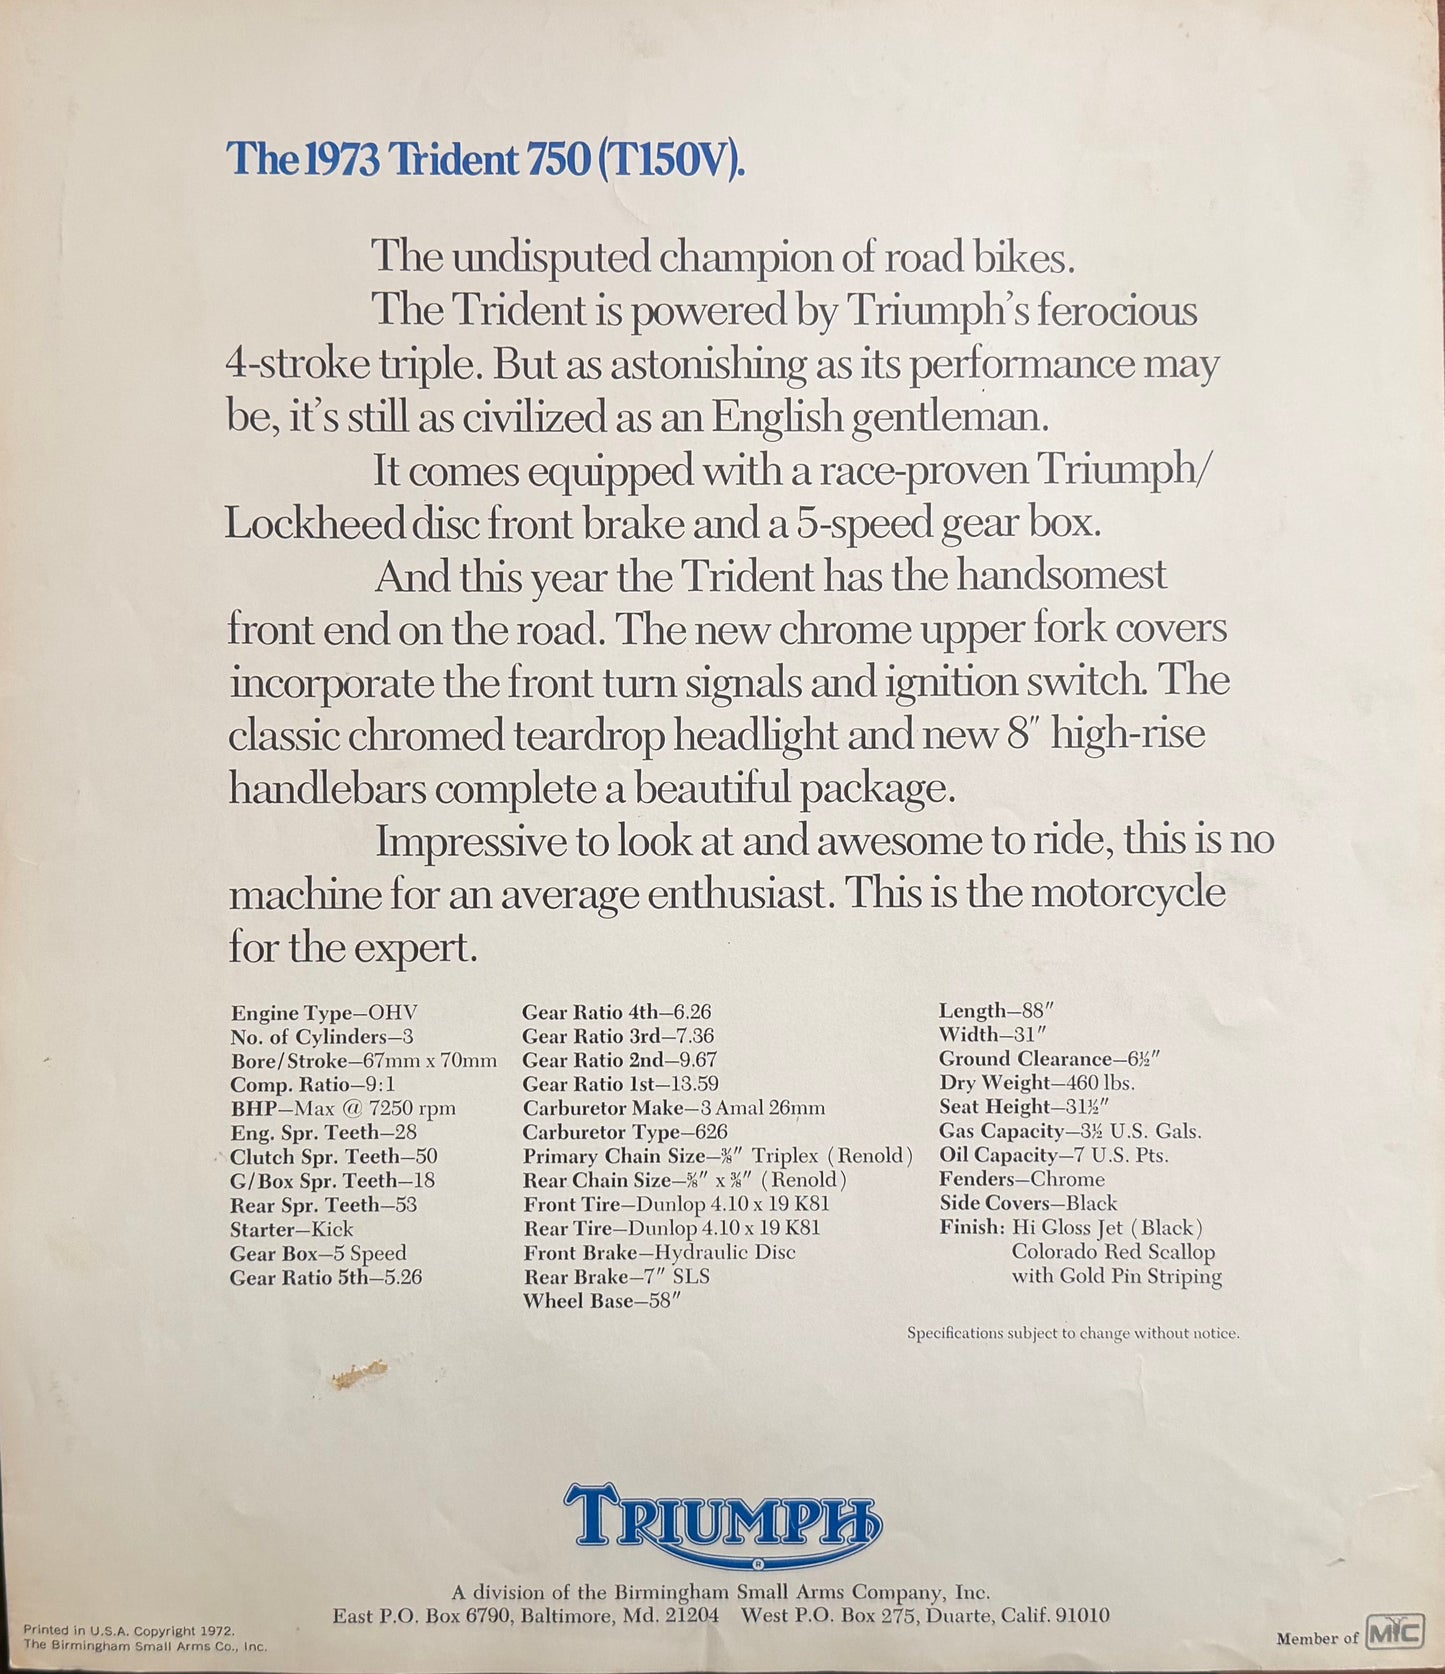 The 1973 Trident 750 (T150V).
The undisputed champion of road bikes.
The Trident is powered by Triumph's ferocious
4-stroke triple. But as astonishing as its performance may
be, it's still as civilized as an English gentleman.
It comes equipped with a race-proven Triumph/
Lockheed disc front brake and a 5-speed gear box.
And this year the Trident has the handsomest
front end on the road. The new chrome upper fork covers
incorporate the front turn signals and ignition switch. The
classic chromed teardrop headlight and new 8″ high-rise
handlebars complete a beautiful package.
Impressive to look at and awesome to ride, this is no
machine for an average enthusiast. This is the motorcycle
for the expert.
Engine Type—OHV
No. of Cylinders—3
Bore/Stroke—67mm x 70mm
Comp. Ratio—9:1
BHP—Max @ 7250 rpm
Eng. Spr. Teeth—28
Clutch Spr. Teeth—50
G/Box Spr. Teeth—18
Rear Spr. Teeth—53
Starter—Kick
Gear Box—5 Speed
Gear Ratio 5th—5.26
Gear Ratio 4th—6.26
Gear Ratio 3rd—7.36
Gear Ratio 2nd—9.67
Gear Ratio 1st—13.59
Carburetor Make—3 Amal 26mm
Carburetor Type—626
Primary Chain Size—⅜″ Triplex (Renold)
Rear Chain Size—⅝″ x ⅜″ (Renold)
Front Tire—Dunlop 4.10 x 19 K81
Rear Tire—Dunlop 4.10 x 19 K81
Front Brake—Hydraulic Disc
Rear Brake—7″ SLS
Wheel Base—58″
Length—88″
Width—31″
Ground Clearance—6½″
Dry Weight—460 lbs.
Seat Height—31½″
Gas Capacity—3½ U.S. Gals.
Oil Capacity—7 U.S. Pts.
Fenders—Chrome
Side Covers—Black
Finish: Hi Gloss Jet (Black)
Colorado Red Scallop
with Gold Pin Striping
Specifications subject to change without notice.
TRIUMPH
®
A division of the Birmingham Small Arms Company, Inc.
East P.O. Box 6790, Baltimore, Md. 21204 West P.O. Box 275, Duarte, Calif. 91010
Printed in U.S.A. Copyright 1972.
The Birmingham Small Arms Co., Inc.
Member of MIC